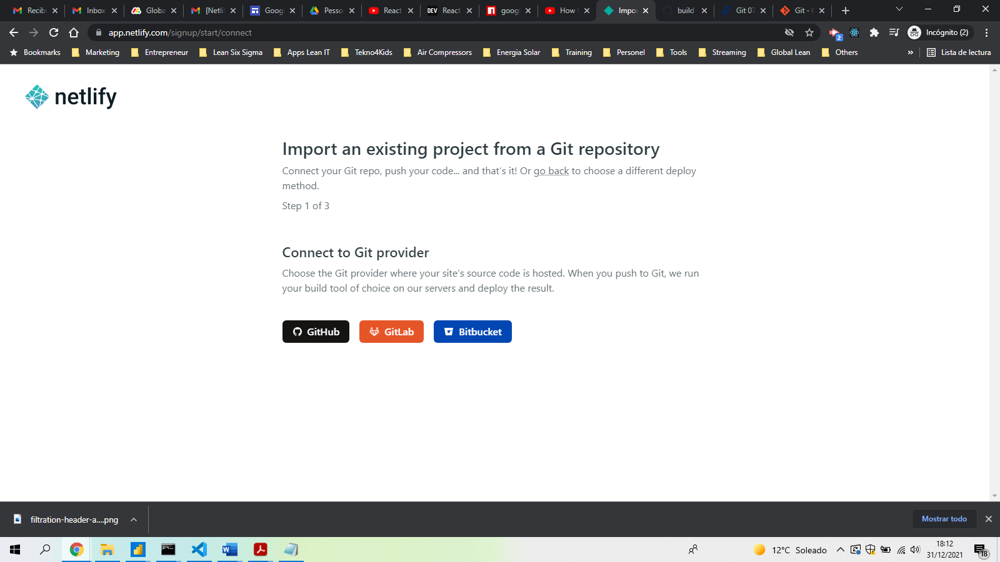 Recibi
Inbox
Globa
[Netli
Goog
Pesso
React
React
goog
How
Impo
build
Git 07
Git -
app.netlify.com/signup/start/connect
2
Incógnito (2)
Bookmarks
Marketing
Entrepreneur
Lean Six Sigma
Apps Lean IT
Tekno4Kids
Air Compressors
Energia Solar
Training
Personel
Tools
Streaming
Global Lean
Others
»
Lista de lectura
netlify
Import an existing project from a Git repository
Connect your Git repo, push your code... and that's it! Or go back to choose a different deploy
method.
Step 1 of 3
Connect to Git provider
Choose the Git provider where your site's source code is hosted. When you push to Git, we run
your build tool of choice on our servers and deploy the result.
GitHub
GitLab
Bitbucket
filtration-header-a....png
Mostrar todo
12°C Soleado
18:12
31/12/2021
18